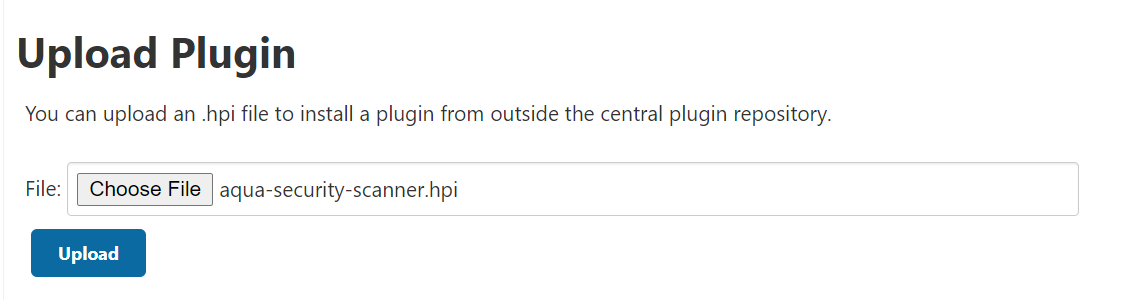 Upload Plugin
You can upload an .hpi file to install a plugin from outside the central plugin repository.
File: Choose File aqua-security-scanner.hpi
Upload